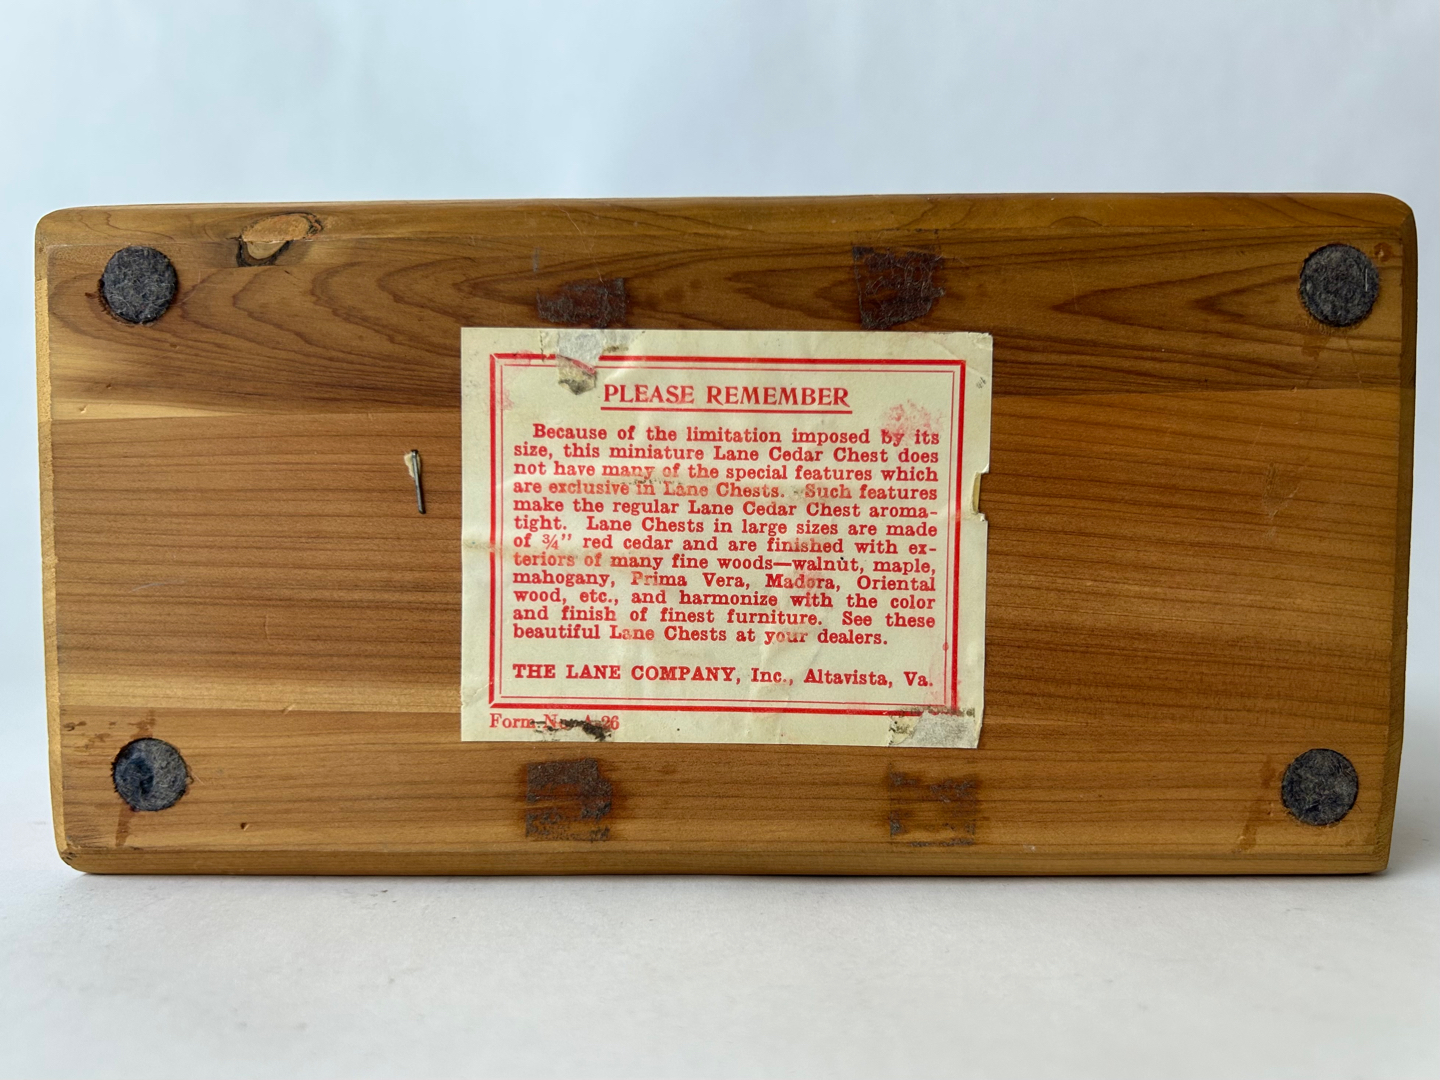 PLEASE REMEMBER
Because of the limitation imposed by its
size, this miniature Lane Cedar Chest does
not have many of the special features which
are exclusive in Lane Chests. Such features
make the regular Lane Cedar Chest aroma-
tight. Lane Chests in large sizes are made
of ¾” red cedar and are finished with ex-
teriors of many fine woods—walnut, maple,
mahogany, Prima Vera, Madora, Oriental
wood, etc., and harmonize with the color
and finish of finest furniture. See these
beautiful Lane Chests at your dealers.
THE LANE COMPANY, Inc., Altavista, Va.
Form No. A-26